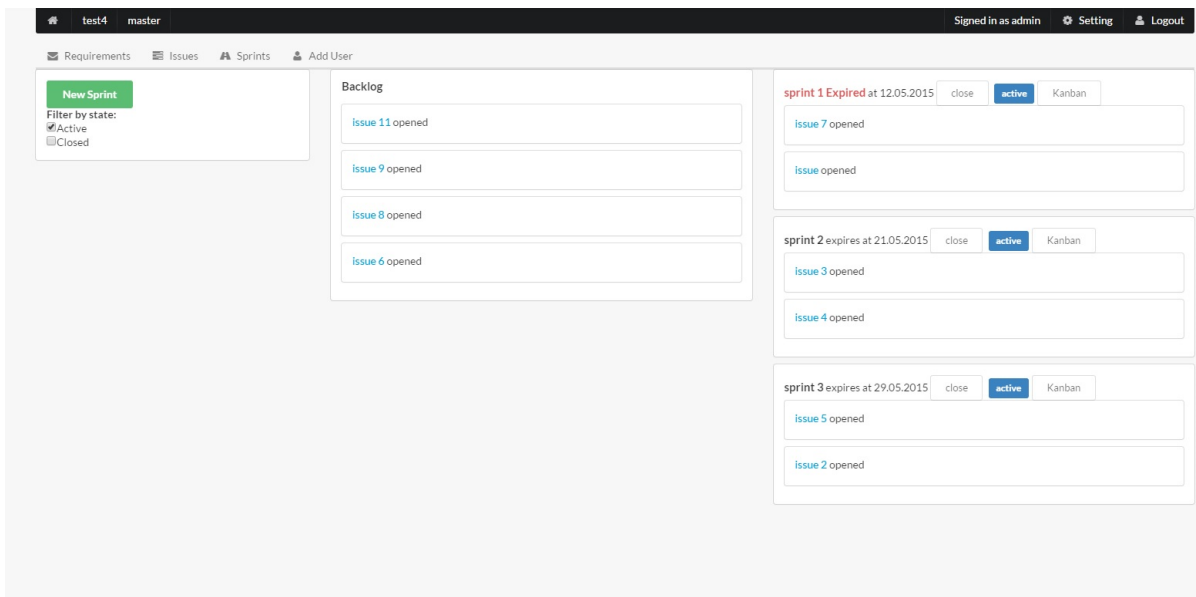 test4 master Signed in as admin Setting Logout
Requirements Issues Sprints Add User
New Sprint
Filter by state:
Active
Closed
Backlog
issue 11 opened
issue 9 opened
issue 8 opened
issue 6 opened
sprint 1 Expired at 12.05.2015 close active Kanban
issue 7 opened
issue opened
sprint 2 expires at 21.05.2015 close active Kanban
issue 3 opened
issue 4 opened
sprint 3 expires at 29.05.2015 close active Kanban
issue 5 opened
issue 2 opened